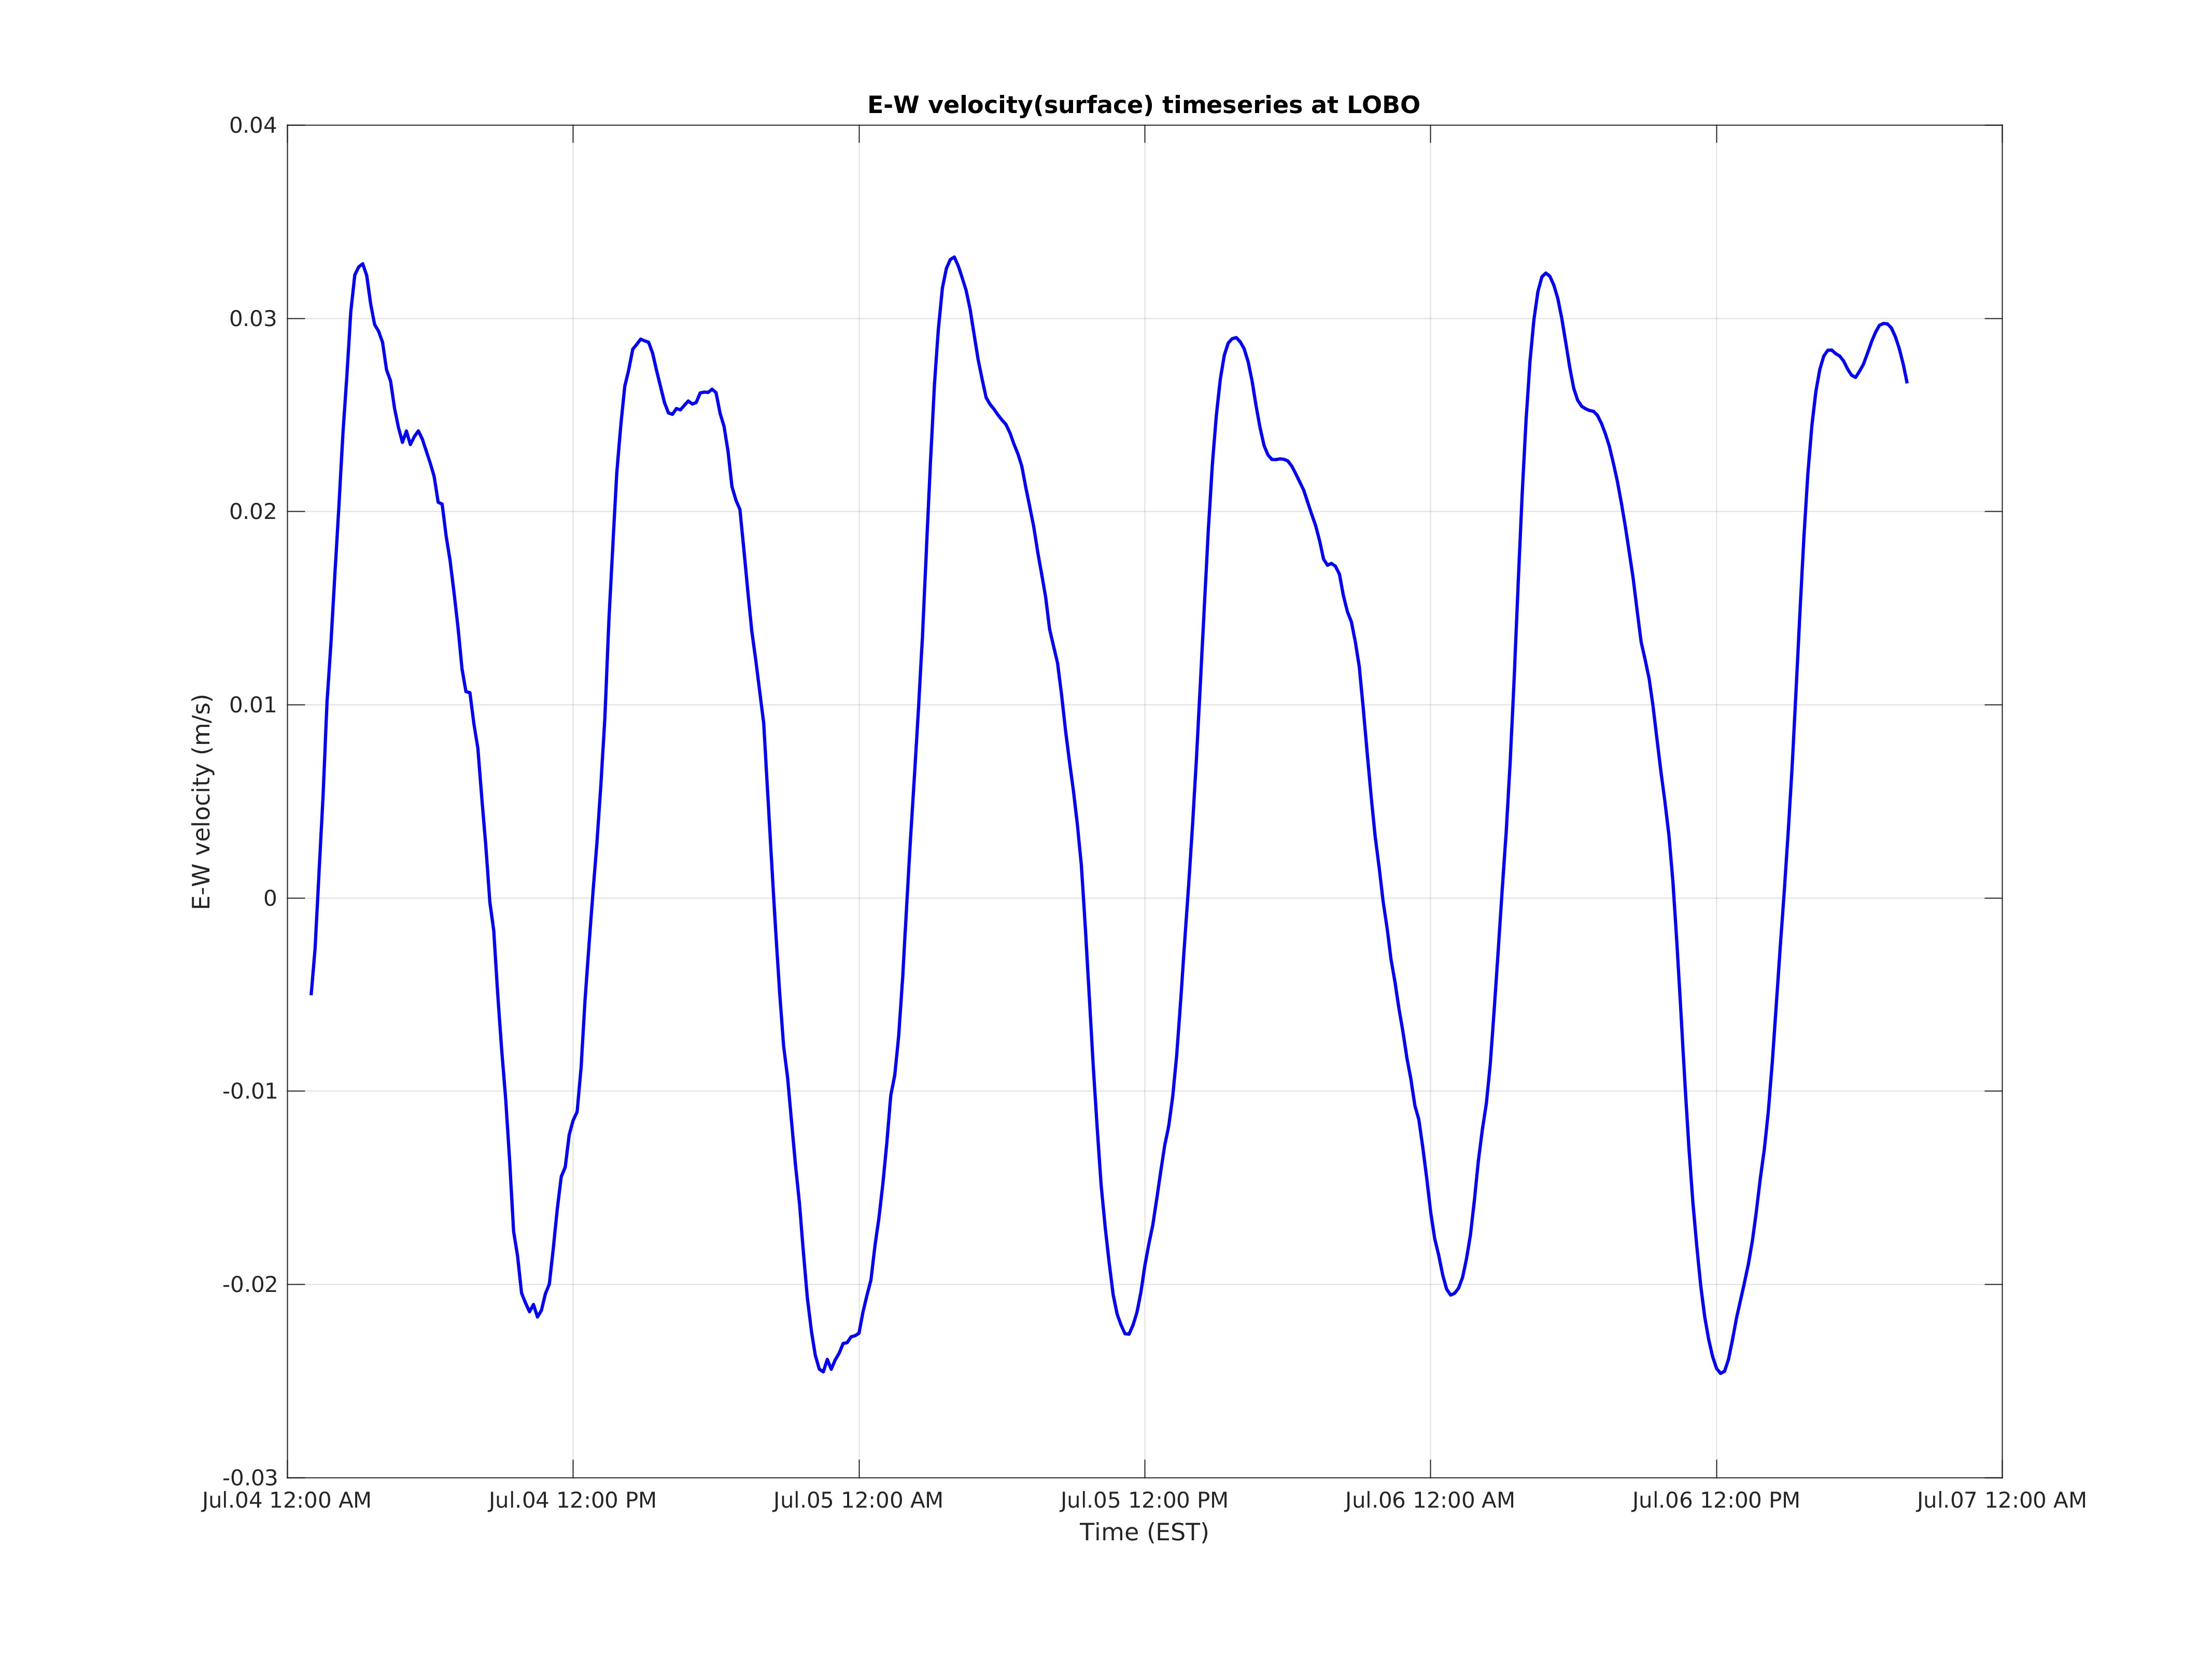 E-W velocity(surface) timeseries at LOBO
0.04
0.03
0.02
0.01
0
-0.01
-0.02
-0.03
E-W velocity (m/s)
Jul.04 12:00 AM
Jul.04 12:00 PM
Jul.05 12:00 AM
Jul.05 12:00 PM
Jul.06 12:00 AM
Jul.06 12:00 PM
Jul.07 12:00 AM
Time (EST)